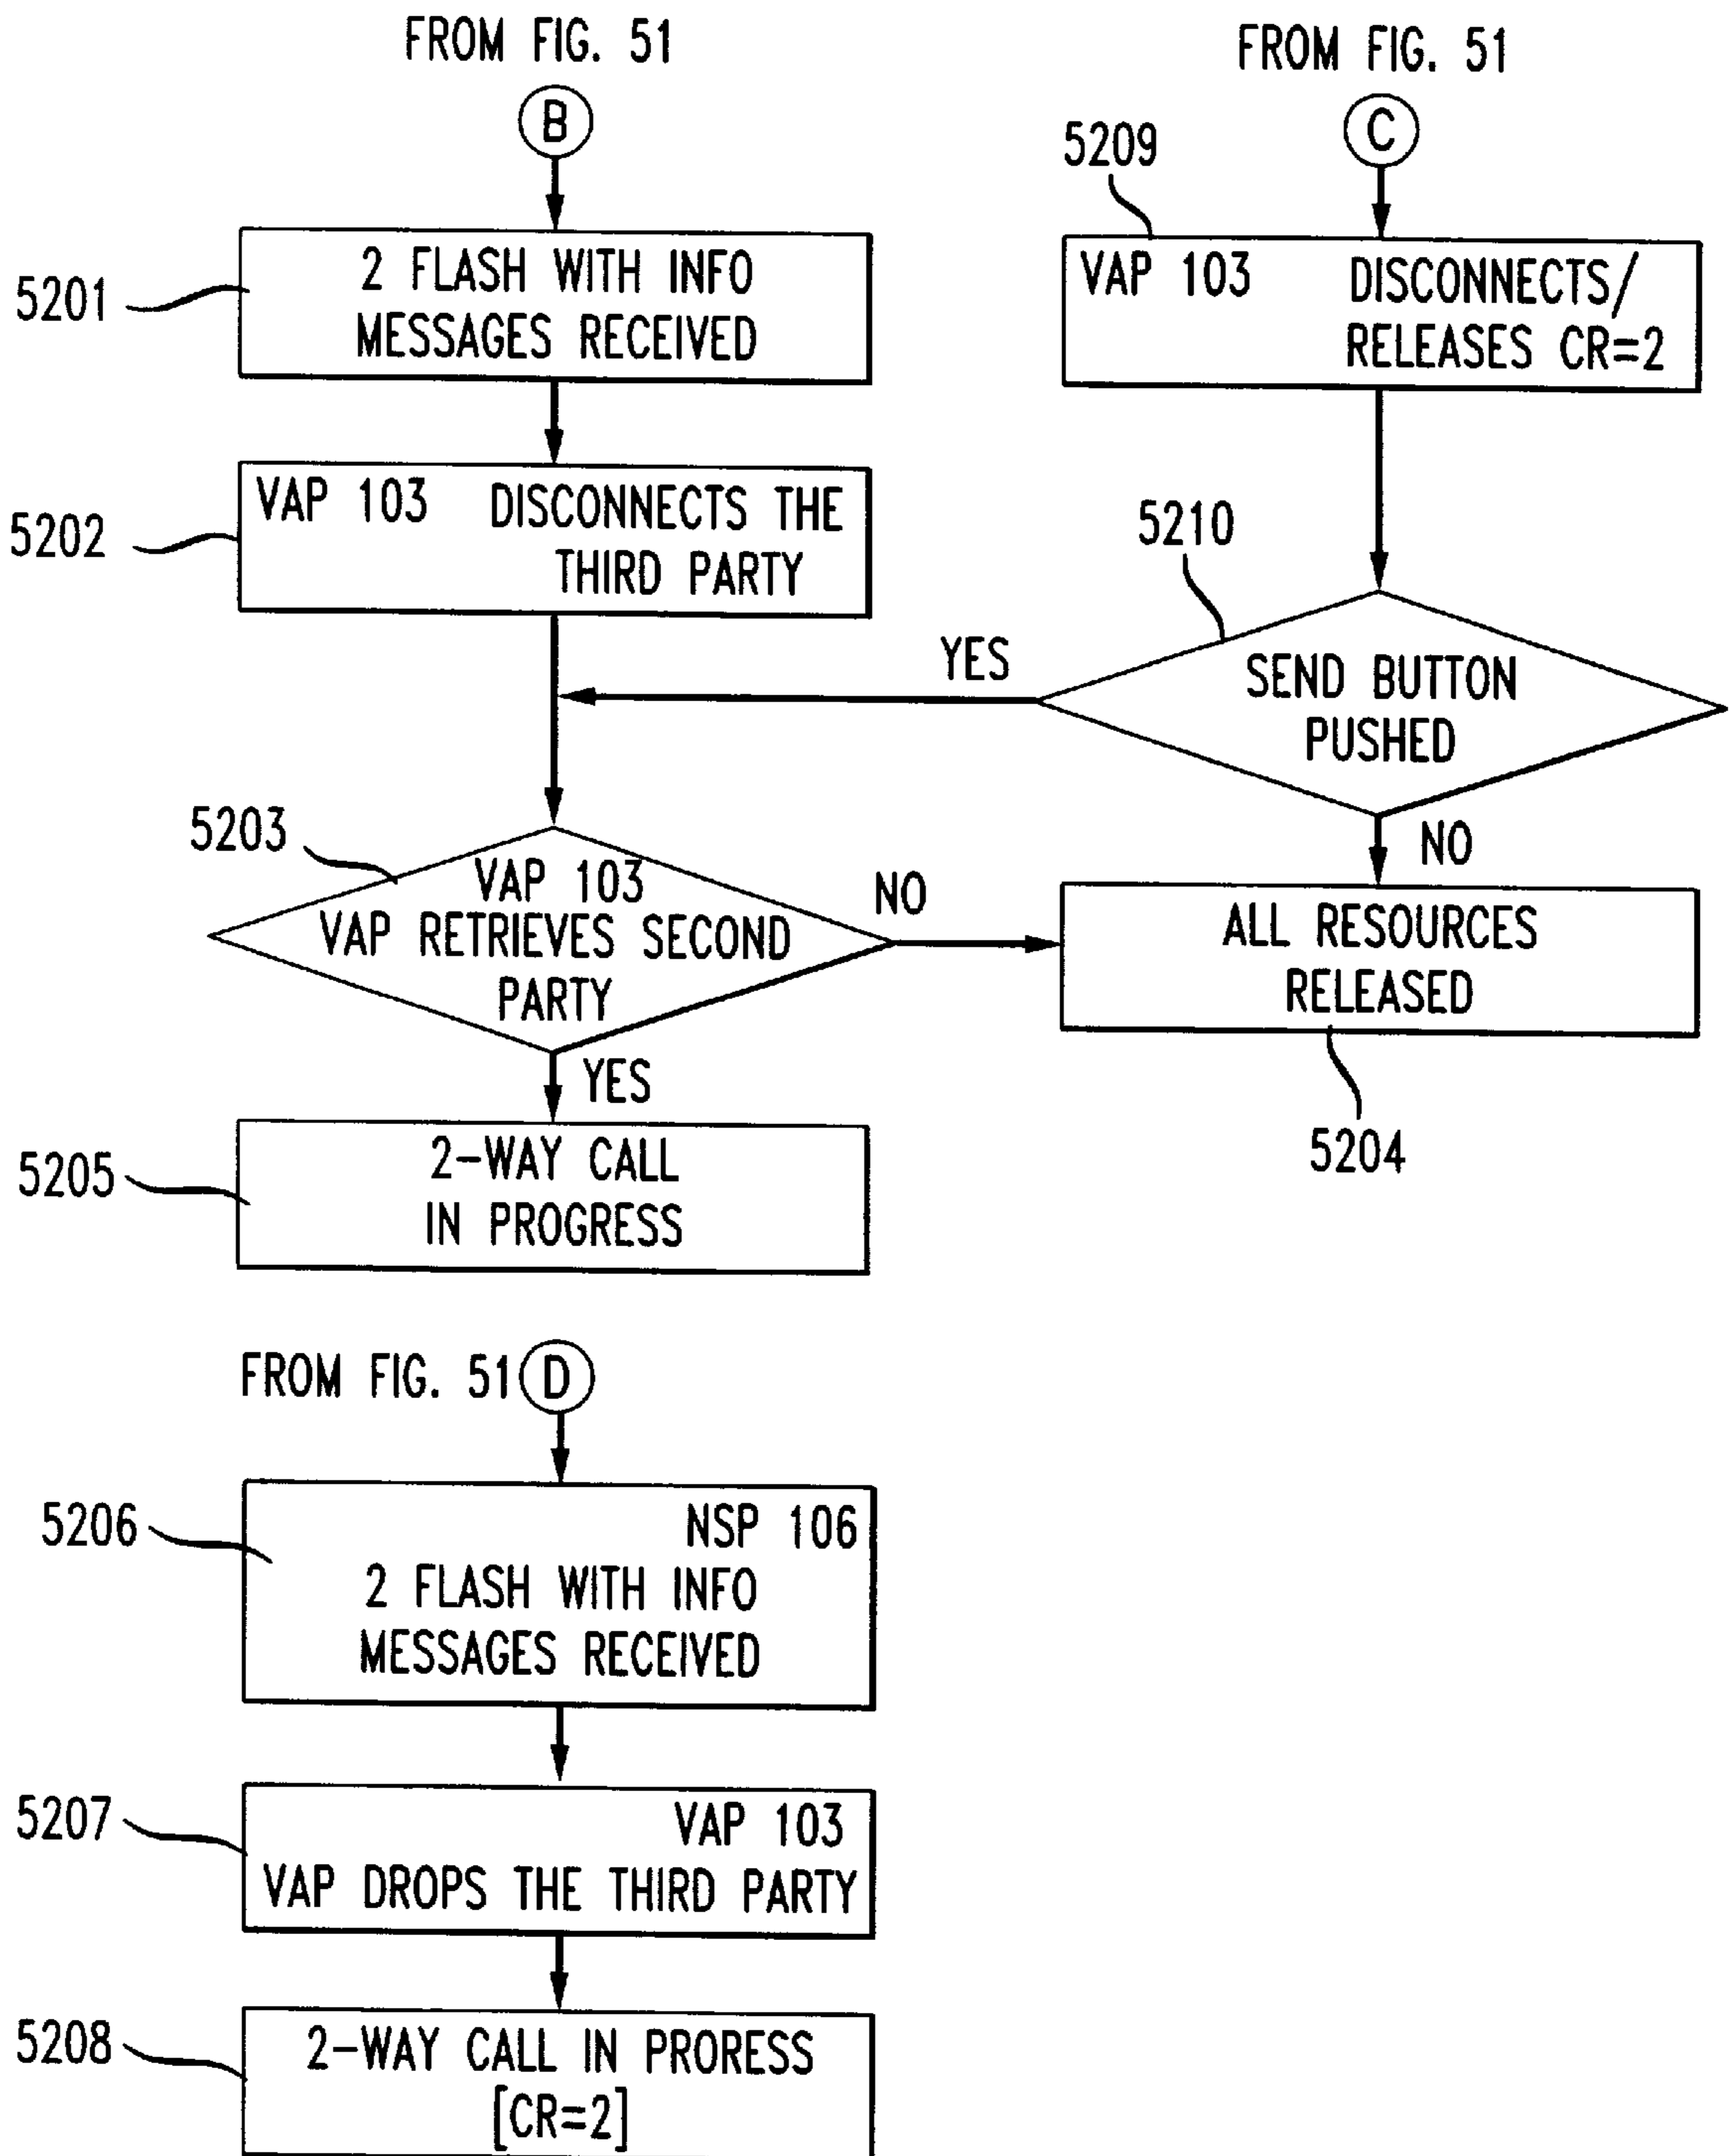 FROM FIG. 51
B
5201
2 FLASH WITH INFO
MESSAGES RECEIVED
5202
VAP 103 DISCONNECTS THE
THIRD PARTY
5203
VAP 103
VAP RETRIEVES SECOND
PARTY
NO
YES
5205
2-WAY CALL
IN PROGRESS
FROM FIG. 51
C
5209
VAP 103 DISCONNECTS/
RELEASES CR=2
5210
SEND BUTTON
PUSHED
YES
NO
ALL RESOURCES
RELEASED
5204
FROM FIG. 51 D
5206
NSP 106
2 FLASH WITH INFO
MESSAGES RECEIVED
5207
VAP 103
VAP DROPS THE THIRD PARTY
5208
2-WAY CALL IN PRORESS
[CR=2]